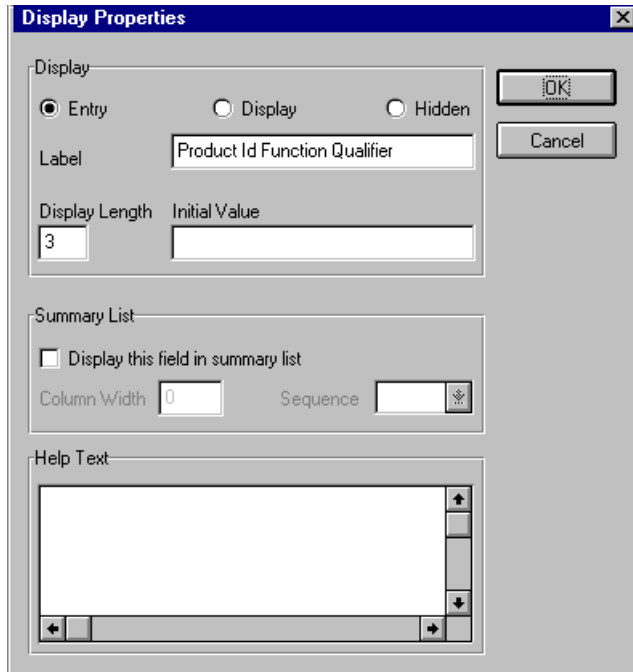 Display Properties
Display
OK
Entry Display Hidden
Cancel
Label Product Id Function Qualifier
Display Length Initial Value
3
Summary List
Display this field in summary list
Column Width 0 Sequence
Help Text